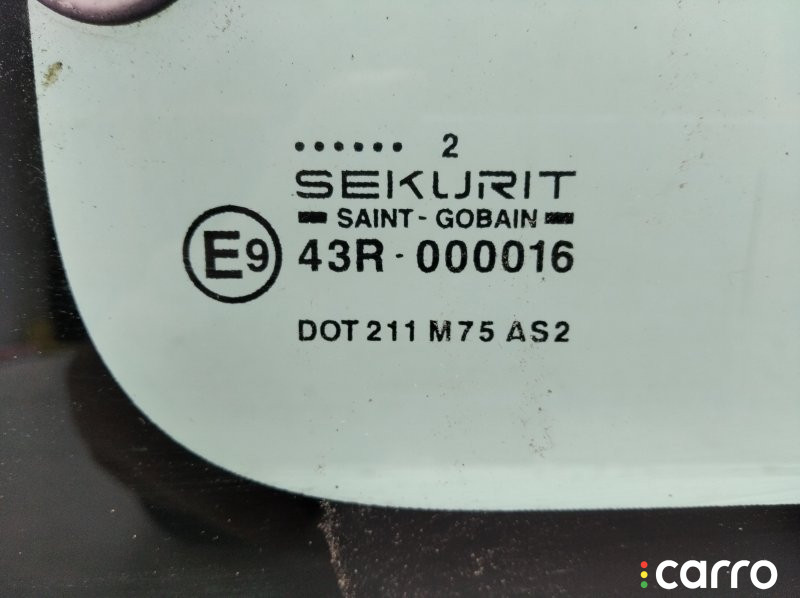 ...... 2
SEKURIT
SAINT-GOBAIN
E9 43R-000016
DOT 211 M75 AS2
carro